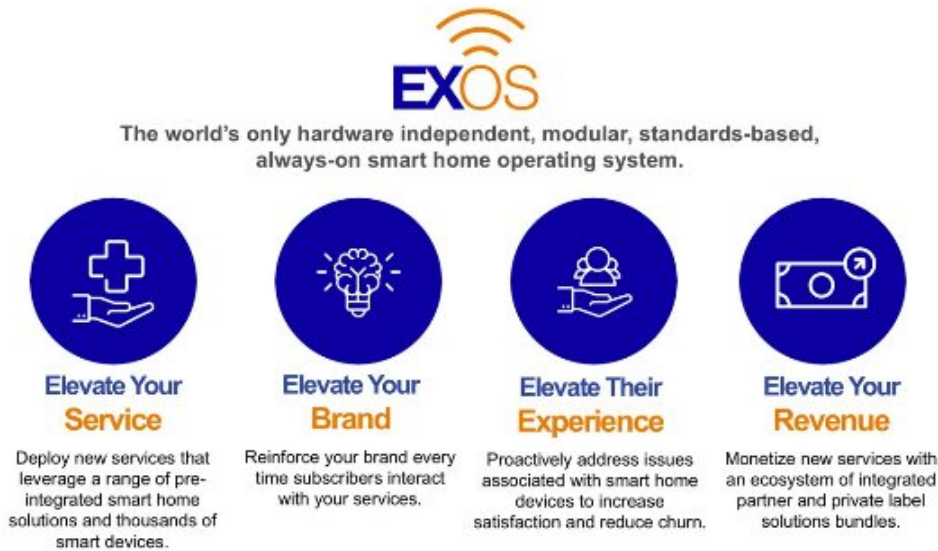 EXOS
The world's only hardware independent, modular, standards-based,
always-on smart home operating system.
Elevate Your
Service
Deploy new services that
leverage a range of pre-
integrated smart home
solutions and thousands of
smart devices.
Elevate Your
Brand
Reinforce your brand every
time subscribers interact
with your services.
Elevate Their
Experience
Proactively address issues
associated with smart home
devices to increase
satisfaction and reduce churn.
Elevate Your
Revenue
Monetize new services with
an ecosystem of integrated
partner and private label
solutions bundles.